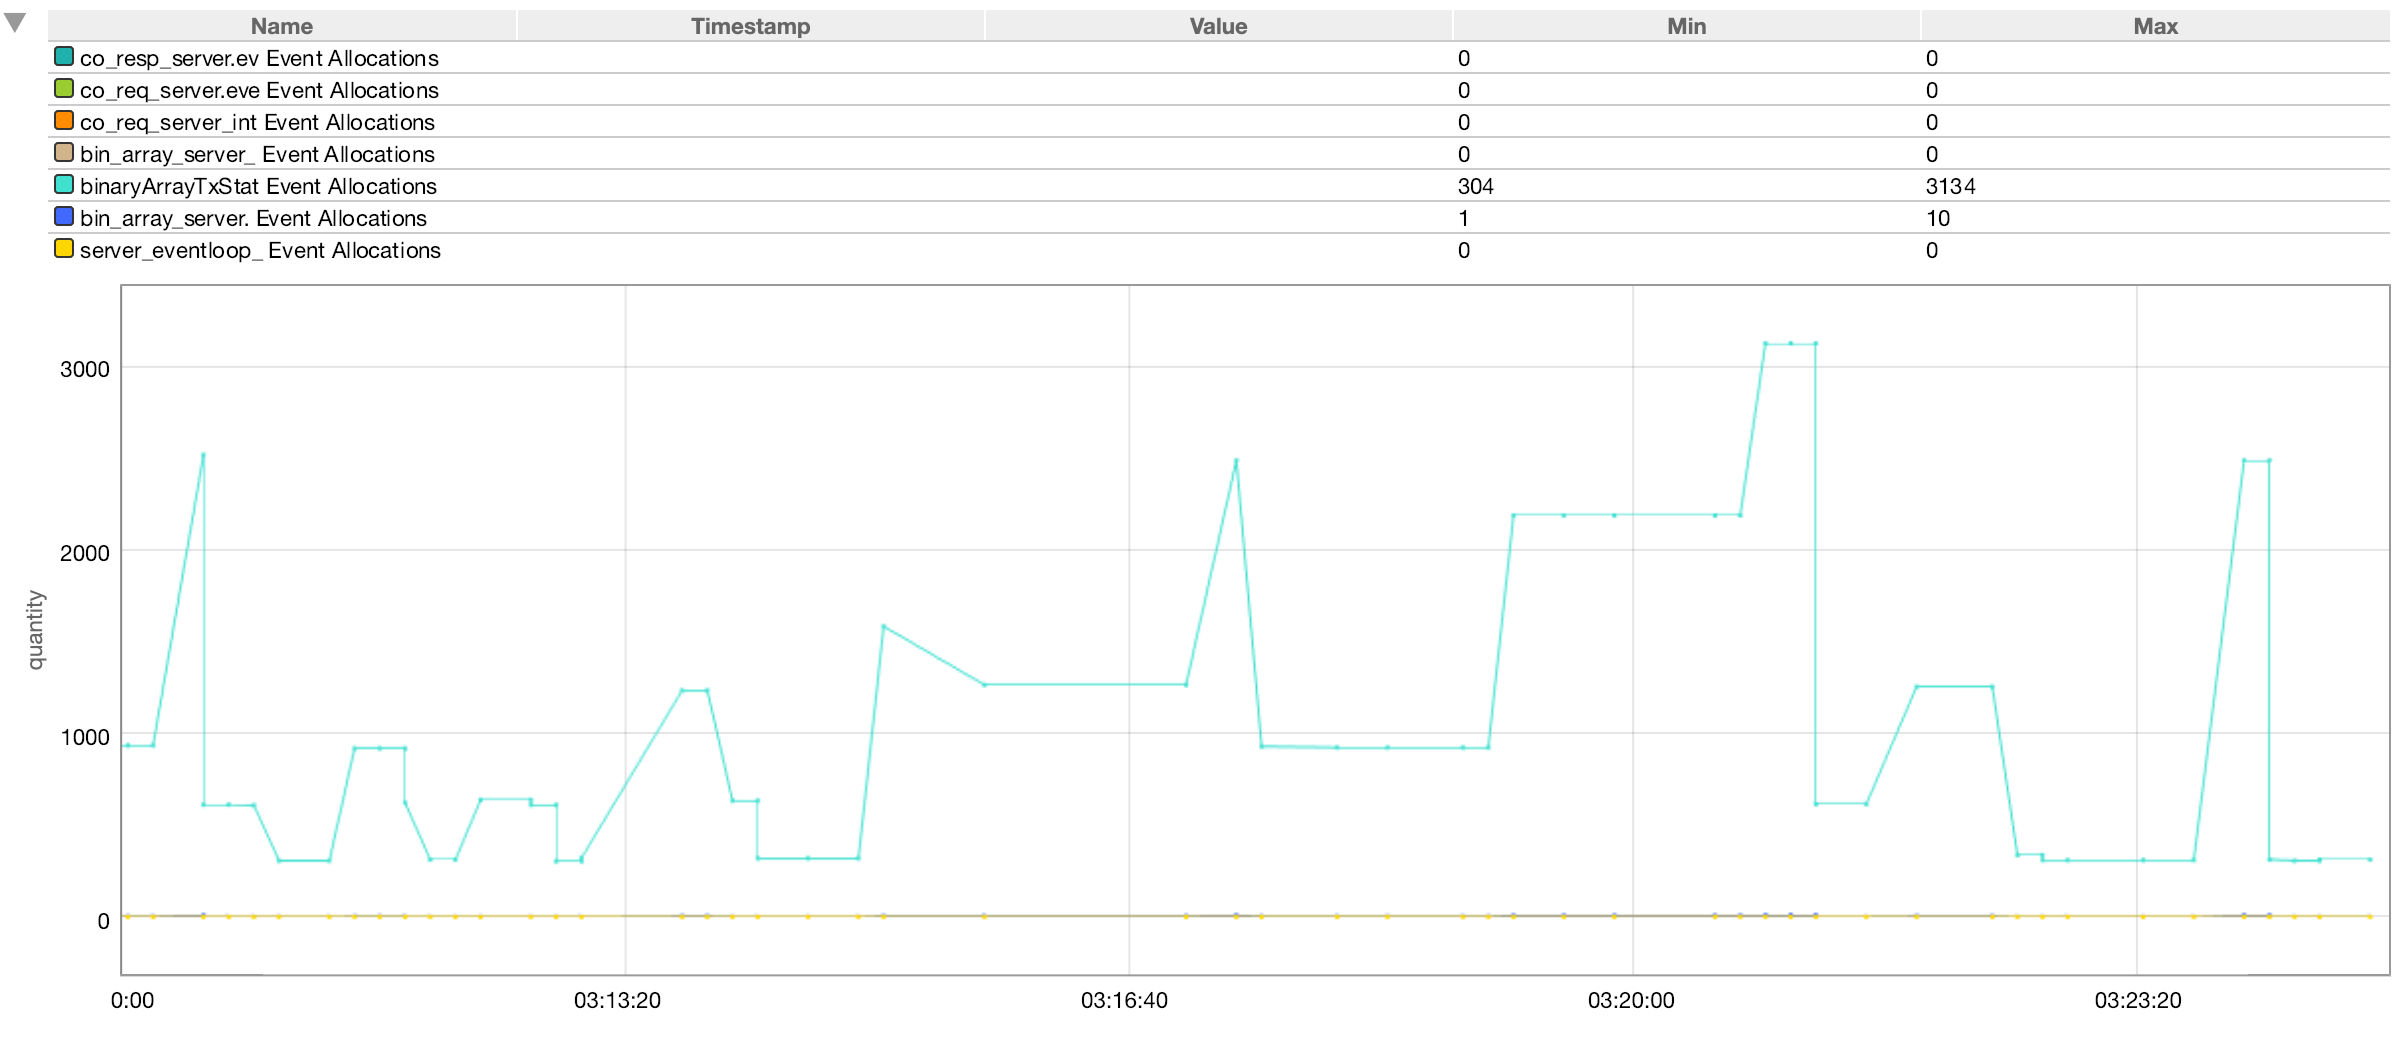 Name Timestamp Value Min Max
co_resp_server.ev Event Allocations 0 0
co_req_server.eve Event Allocations 0 0
co_req_server_int Event Allocations 0 0
bin_array_server_ Event Allocations 0 0
binaryArrayTxStat Event Allocations 304 3134
bin_array_server. Event Allocations 1 10
server_eventloop_ Event Allocations 0 0
3000
2000
1000
0
quantity
0:00 03:13:20 03:16:40 03:20:00 03:23:20